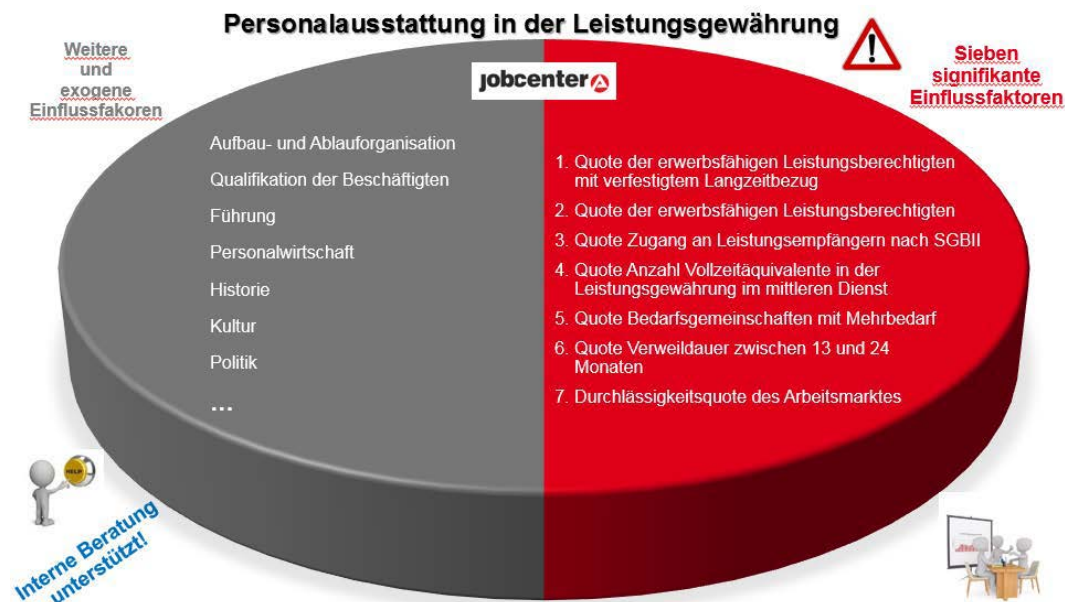 Personalausstattung in der Leistungsgewährung
Weitere
und
exogene
Einflussfakoren
jobcenter
Sieben
signifikante
Einflussfaktoren
Aufbau- und Ablauforganisation
Qualifikation der Beschäftigten
Führung
Personalwirtschaft
Historie
Kultur
Politik
...
1. Quote der erwerbsfähigen Leistungsberechtigten
mit verfestigtem Langzeitbezug
2. Quote der erwerbsfähigen Leistungsberechtigten
3. Quote Zugang an Leistungsempfängern nach SGBII
4. Quote Anzahl Vollzeitäquivalente in der
Leistungsgewährung im mittleren Dienst
5. Quote Bedarfsgemeinschaften mit Mehrbedarf
6. Quote Verweildauer zwischen 13 und 24
Monaten
7. Durchlässigkeitsquote des Arbeitsmarktes
HELP
Interne Beratung
unterstützt!